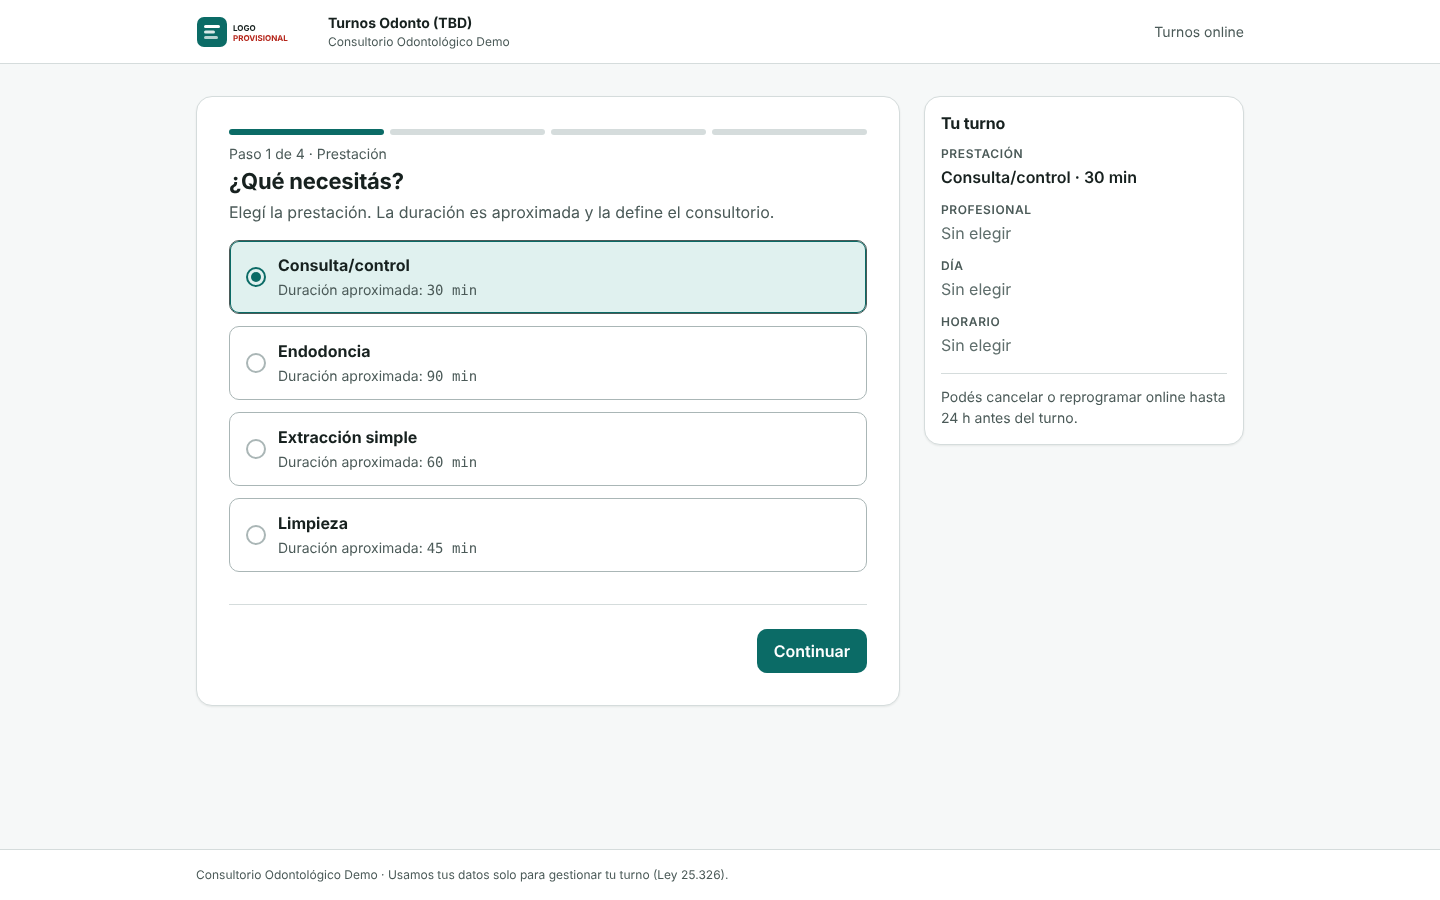 LOGO
PROVISIONAL
Turnos Odonto (TBD)
Consultorio Odontológico Demo
Turnos online
Paso 1 de 4 · Prestación
¿Qué necesitás?
Elegí la prestación. La duración es aproximada y la define el consultorio.
Consulta/control
Duración aproximada: 30 min
Endodoncia
Duración aproximada: 90 min
Extracción simple
Duración aproximada: 60 min
Limpieza
Duración aproximada: 45 min
Continuar
Tu turno
PRESTACIÓN
Consulta/control · 30 min
PROFESIONAL
Sin elegir
DÍA
Sin elegir
HORARIO
Sin elegir
Podés cancelar o reprogramar online hasta
24 h antes del turno.
Consultorio Odontológico Demo · Usamos tus datos solo para gestionar tu turno (Ley 25.326).